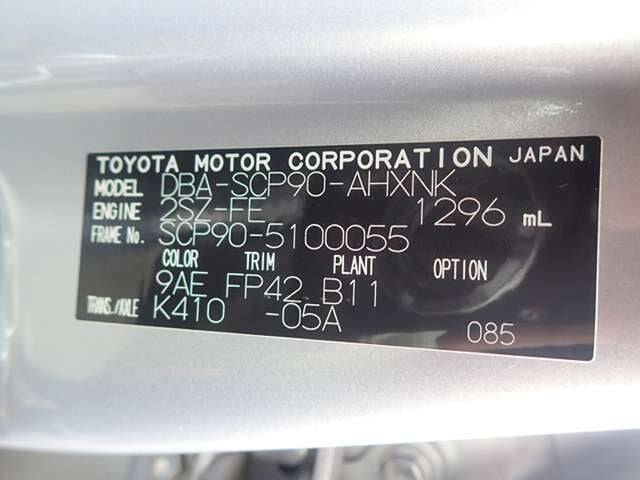 TOYOTA MOTOR CORPORATION JAPAN
MODEL DBA-SCP90-AHXNK
ENGINE 2SZ-FE 1296 mL
FRAME No. SCP90-5100055
COLOR TRIM PLANT OPTION
9AE FP42 B11
TRANS./AXLE K410 -05A
085